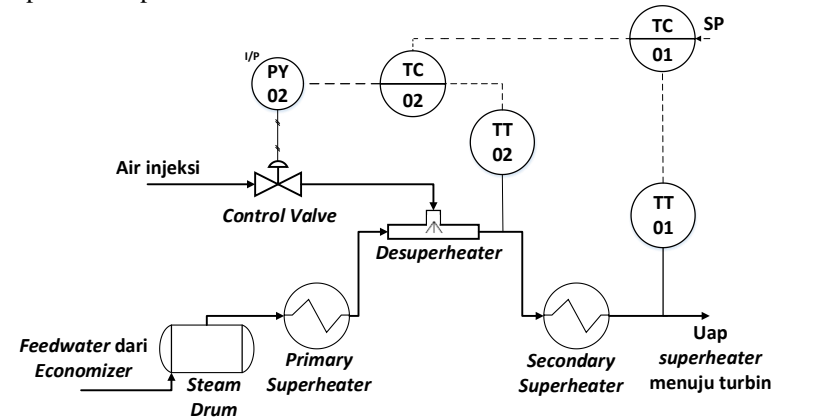 TC
01
SP
I/P
PY
02
TC
02
TT
02
Air injeksi
Control Valve
TT
01
Desuperheater
Feedwater dari
Economizer
Steam
Drum
Primary
Superheater
Secondary
Superheater
Uap
superheater
menuju turbin